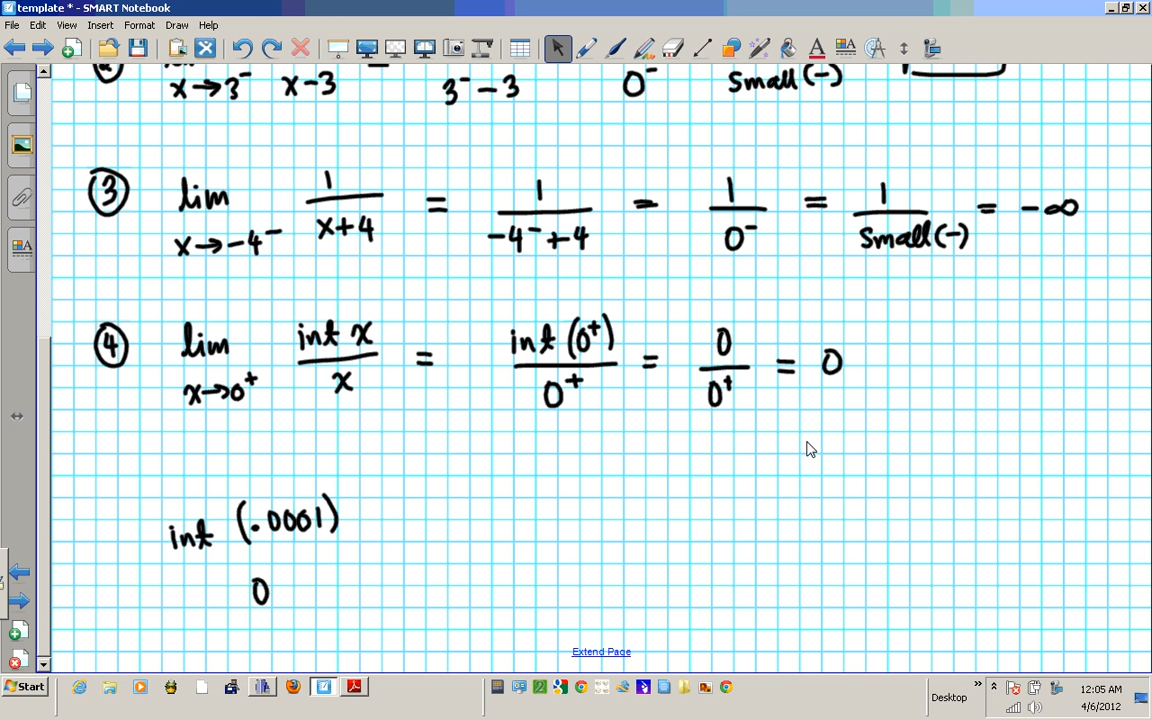 template * - SMART Notebook
File Edit View Insert Format Draw Help
x→3⁻ x-3 3⁻-3 0⁻ small(-)
③ lim x→-4⁻ 1/(x+4) = 1/(-4⁻+4) = 1/0⁻ = 1/small(-) = -∞
④ lim x→0⁺ int x/x = int (0⁺)/0⁺ = 0/0⁺ = 0
int (.0001)
0
Extend Page
Start
Desktop
»
12:05 AM
4/6/2012